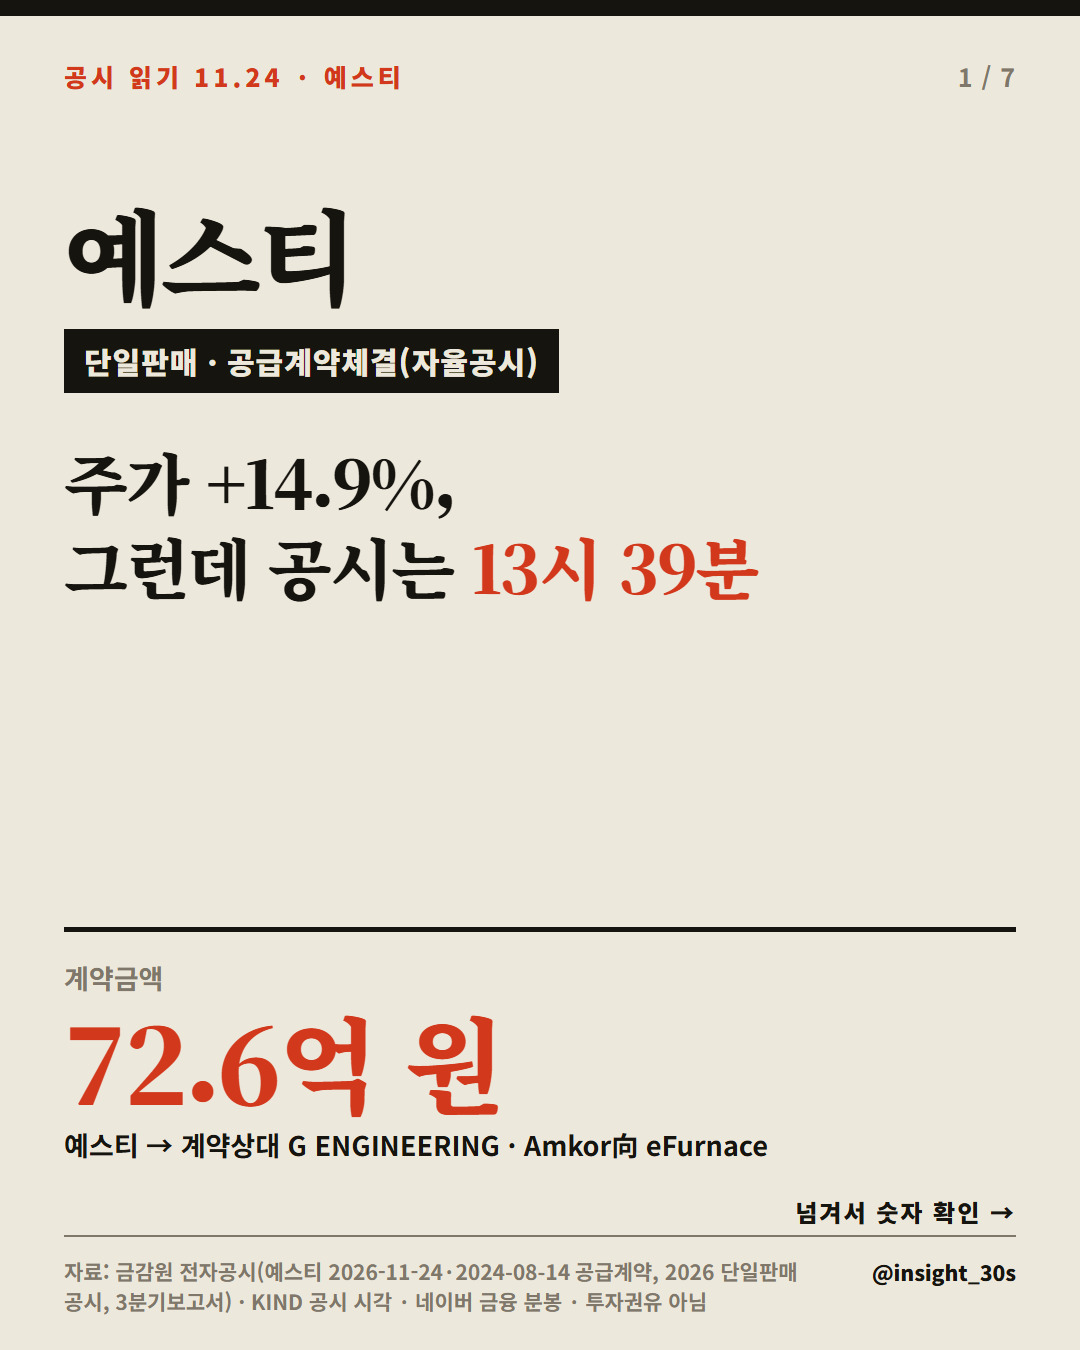 공시 읽기 11.24 · 예스티
1 / 7
예스티
단일판매 · 공급계약체결(자율공시)
주가 +14.9%,
그런데 공시는 13시 39분
계약금액
72.6억 원
예스티 → 계약상대 G ENGINEERING · Amkor向 eFurnace
넘겨서 숫자 확인 →
자료: 금감원 전자공시(예스티 2026-11-24·2024-08-14 공급계약, 2026 단일판매
공시, 3분기보고서) · KIND 공시 시각 · 네이버 금융 분봉 · 투자권유 아님
@insight_30s